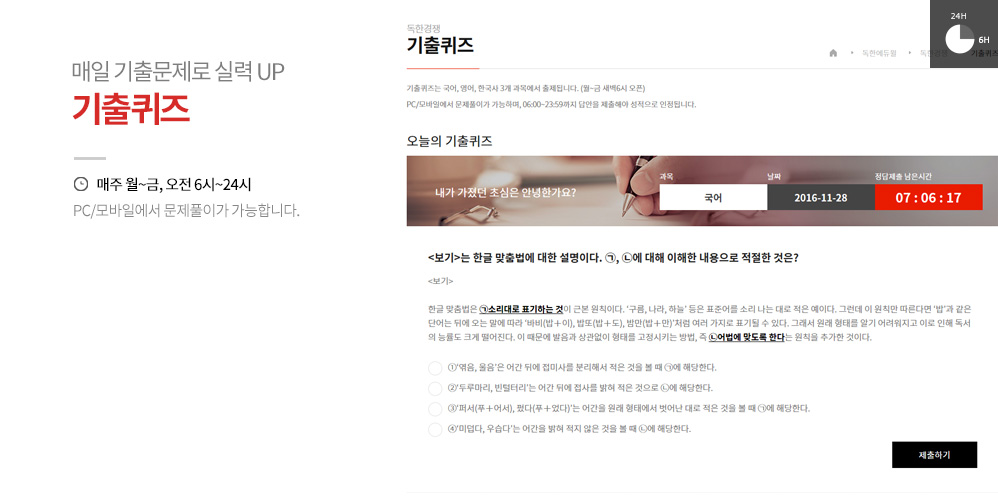 매일 기출문제로 실력 UP
기출퀴즈
매주 월~금, 오전 6시~24시
PC/모바일에서 문제풀이가 가능합니다.
24H
6H
독한경쟁
기출퀴즈
독한에듀윌
독한경쟁
기출퀴즈
기출퀴즈는 국어, 영어, 한국사 3개 과목에서 출제됩니다. (월~금 새벽6시 오픈)
PC/모바일에서 문제풀이가 가능하며, 06:00~23:59까지 답안을 제출해야 성적으로 인정됩니다.
오늘의 기출퀴즈
내가 가졌던 초심은 안녕한가요?
과목
날짜
정답제출 남은시간
국어
2016-11-28
07 : 06 : 17
<보기>는 한글 맞춤법에 대한 설명이다. ㉠, ㉡에 대해 이해한 내용으로 적절한 것은?
<보기>
한글 맞춤법은 ㉠소리대로 표기하는 것이 근본 원칙이다. '구름, 나라, 하늘' 등은 표준어를 소리 나는 대로 적은 예이다. 그런데 이 원칙만 따른다면 '밥'과 같은
단어는 뒤에 오는 말에 따라 '바비(밥+이), 밥또(밥+도), 밤만(밥+만)'처럼 여러 가지로 표기될 수 있다. 그래서 원래 형태를 알기 어려워지고 이로 인해 독서
의 능률도 크게 떨어진다. 이 때문에 발음과 상관없이 형태를 고정시키는 방법, 즉 ㉡어법에 맞도록 한다는 원칙을 추가한 것이다.
①'엮음, 울음'은 어간 뒤에 접미사를 분리해서 적은 것을 볼 때 ㉠에 해당한다.
②'두루마리, 빈털터리'는 어간 뒤에 접사를 밝혀 적은 것으로 ㉡에 해당한다.
③'퍼서(푸+어서), 펐다(푸+었다)'는 어간을 원래 형태에서 벗어난 대로 적은 것을 볼 때 ㉠에 해당한다.
④'미덥다, 우습다'는 어간을 밝혀 적지 않은 것을 볼 때 ㉡에 해당한다.
제출하기